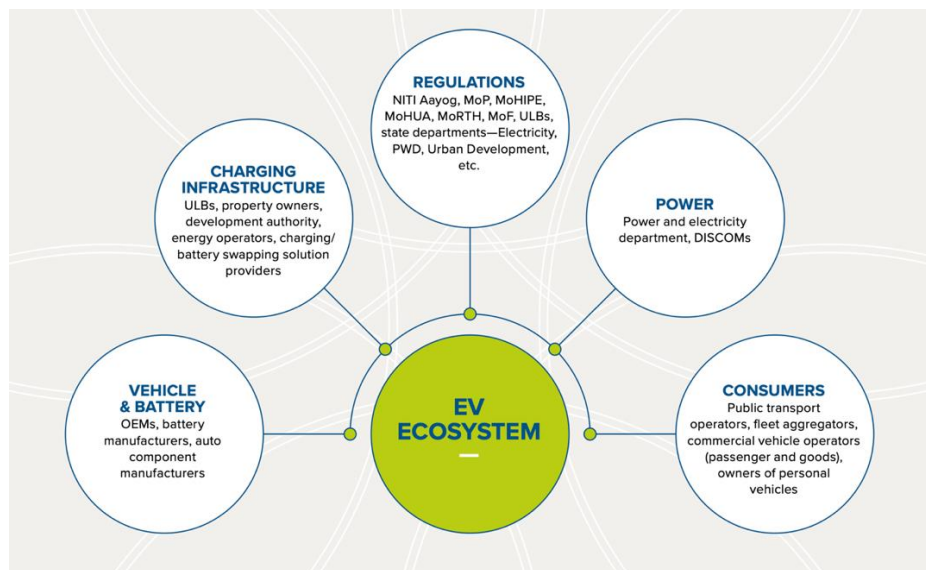 REGULATIONS
NITI Aayog, MoP, MoHIPE,
MoHUA, MoRTH, MoF, ULBs,
state departments—Electricity,
PWD, Urban Development,
etc.
CHARGING
INFRASTRUCTURE
ULBs, property owners,
development authority,
energy operators, charging/
battery swapping solution
providers
POWER
Power and electricity
department, DISCOMs
VEHICLE
& BATTERY
OEMs, battery
manufacturers, auto
component
manufacturers
EV
ECOSYSTEM
CONSUMERS
Public transport
operators, fleet aggregators,
commercial vehicle operators
(passenger and goods),
owners of personal
vehicles